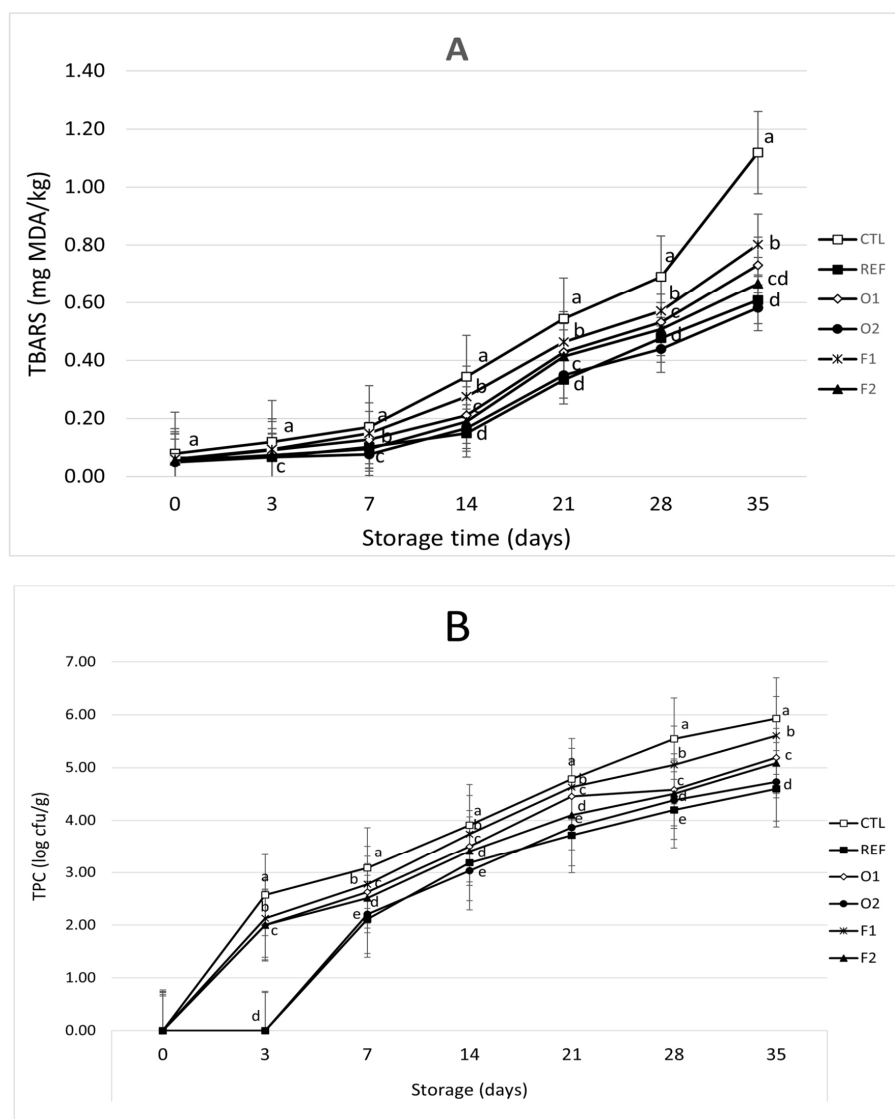 A
1.40
1.20
1.00
0.80
0.60
0.40
0.20
0.00
TBARS (mg MDA/kg)
a
a
a
b
c
a
b
c
d
a
b
c
d
a
b
c
d
a
b
cd
d
c
0 3 7 14 21 28 35
Storage time (days)
CTL
REF
O1
O2
F1
F2
B
7.00
6.00
5.00
4.00
3.00
2.00
1.00
0.00
TPC (log cfu/g)
a
b
c
d
a
b c
d
e
a
b
c
d
e
a
b
c
d
e
a
b
c
d
e
a
b
c
d
0 3 7 14 21 28 35
Storage (days)
CTL
REF
O1
O2
F1
F2